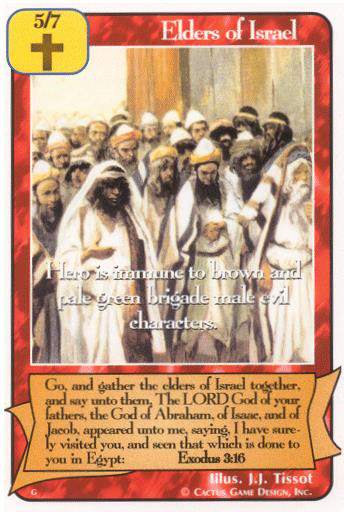 5/7
Elders of Israel
Hero is immune to brown and
pale green brigade male evil
characters.
Go, and gather the elders of Israel together,
and say unto them, The LORD God of your
fathers, the God of Abraham, of Isaac, and of
Jacob, appeared unto me, saying, I have sure-
ly visited you, and seen that which is done to
you in Egypt: Exodus 3:16
Illus. J.J. Tissot
G © Cactus Game Design, Inc.